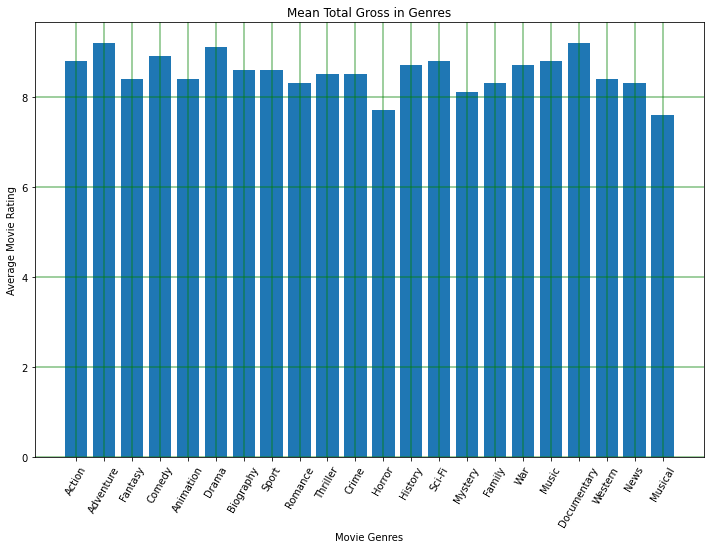 Mean Total Gross in Genres
Average Movie Rating
8
6
4
2
0
Action
Adventure
Fantasy
Comedy
Animation
Drama
Biography
Sport
Romance
Thriller
Crime
Horror
History
Sci-Fi
Mystery
Family
War
Music
Documentary
Western
News
Musical
Movie Genres